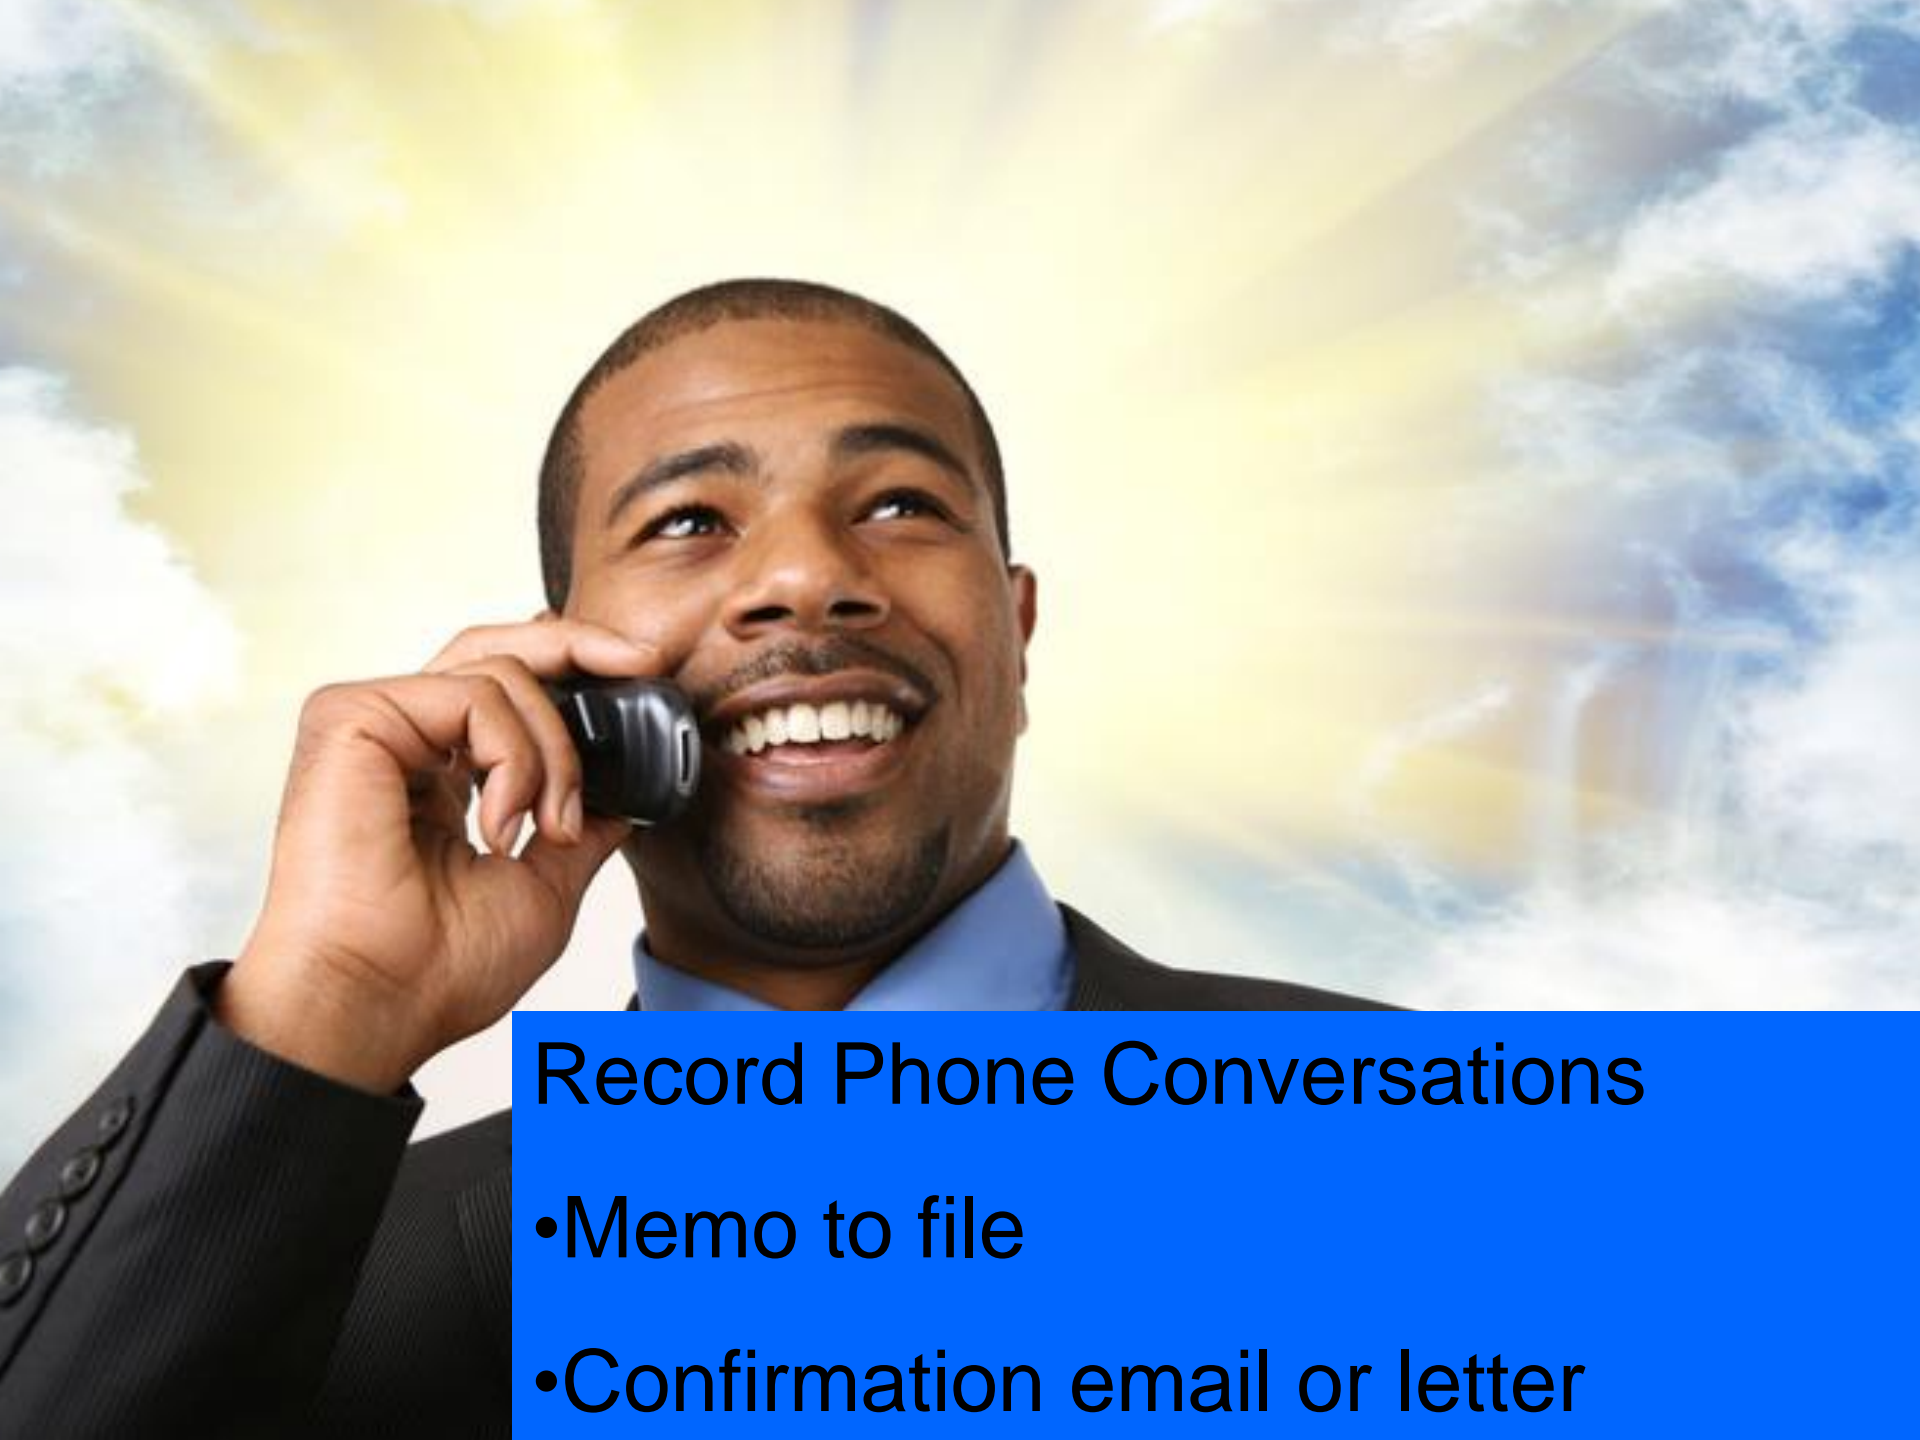 Record Phone Conversations
•Memo to file
•Confirmation email or letter